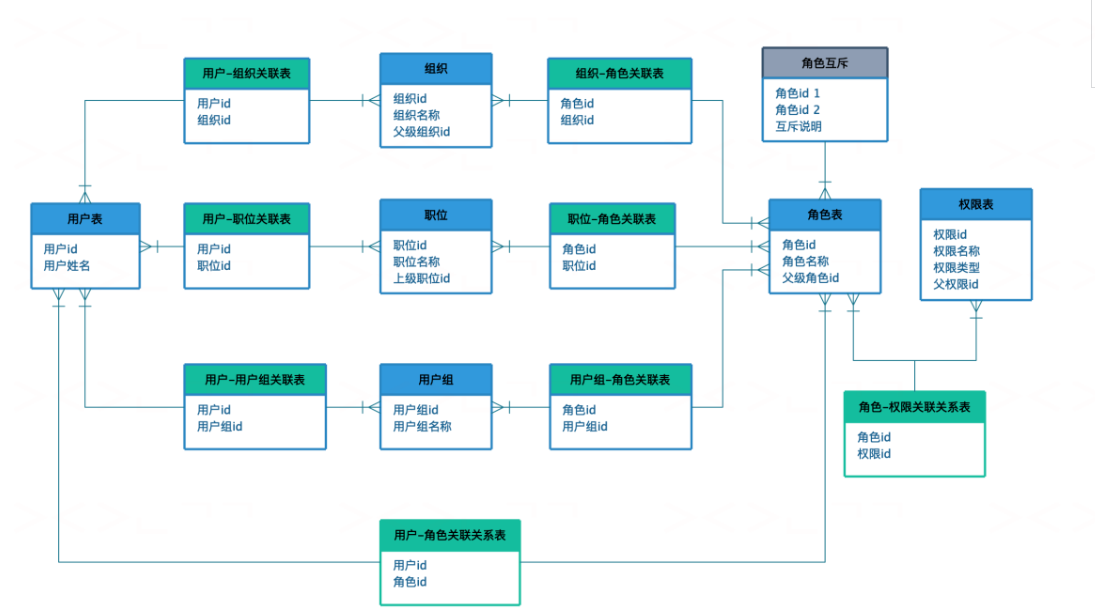 用户-组织关联表
用户id
组织id
组织
组织id
组织名称
父级组织id
组织-角色关联表
角色id
组织id
角色互斥
角色id 1
角色id 2
互斥说明
用户表
用户id
用户姓名
用户-职位关联表
用户id
职位id
职位
职位id
职位名称
上级职位id
职位-角色关联表
角色id
职位id
角色表
角色id
角色名称
父级角色id
权限表
权限id
权限名称
权限类型
父权限id
用户-用户组关联表
用户id
用户组id
用户组
用户组id
用户组名称
用户组-角色关联表
角色id
用户组id
角色-权限关联关系表
角色id
权限id
用户-角色关联关系表
用户id
角色id